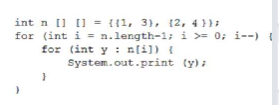 int n [] [] = {{1, 3}, {2, 4}};
for (int i = n.length-1; i >= 0; i--) {
for (int y : n[i]) {
System.out.print (y);
}
}